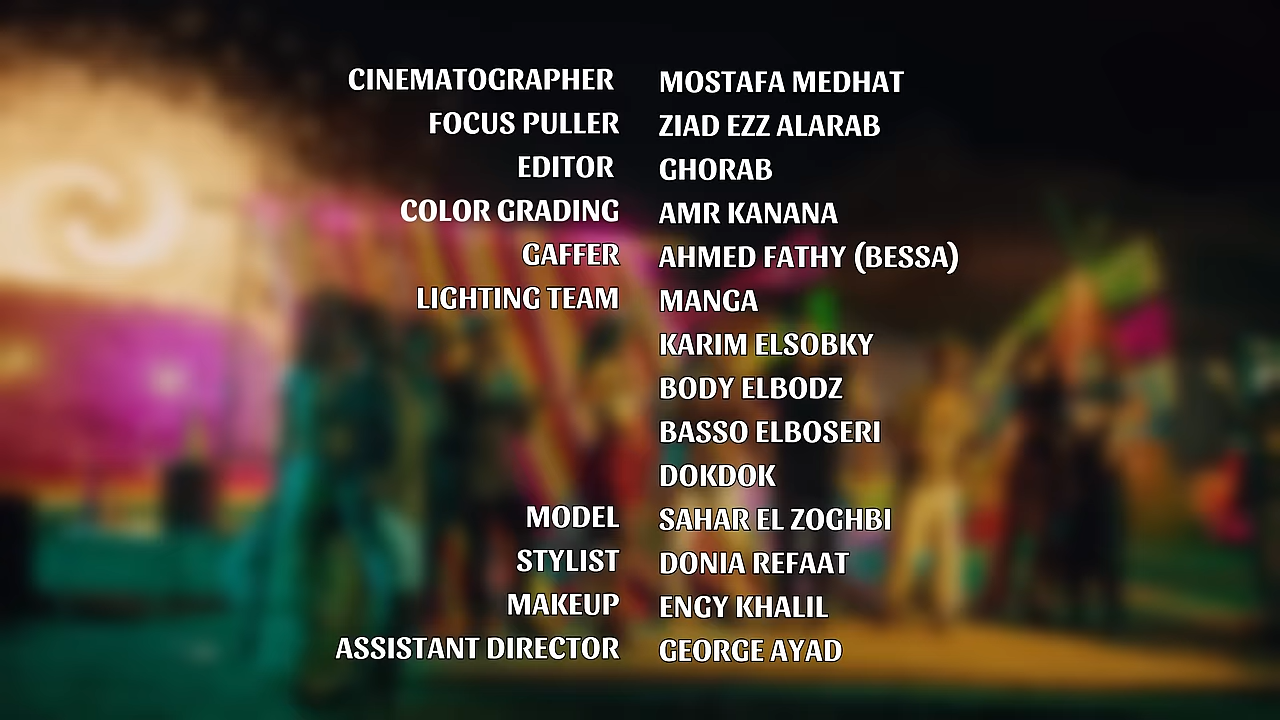 CINEMATOGRAPHER MOSTAFA MEDHAT
FOCUS PULLER ZIAD EZZ ALARAB
EDITOR GHORAB
COLOR GRADING AMR KANANA
GAFFER AHMED FATHY (BESSA)
LIGHTING TEAM MANGA
KARIM ELSOBKY
BODY ELBODZ
BASSO ELBOSERI
DOKDOK
MODEL SAHAR EL ZOGHBI
STYLIST DONIA REFAAT
MAKEUP ENGY KHALIL
ASSISTANT DIRECTOR GEORGE AYAD